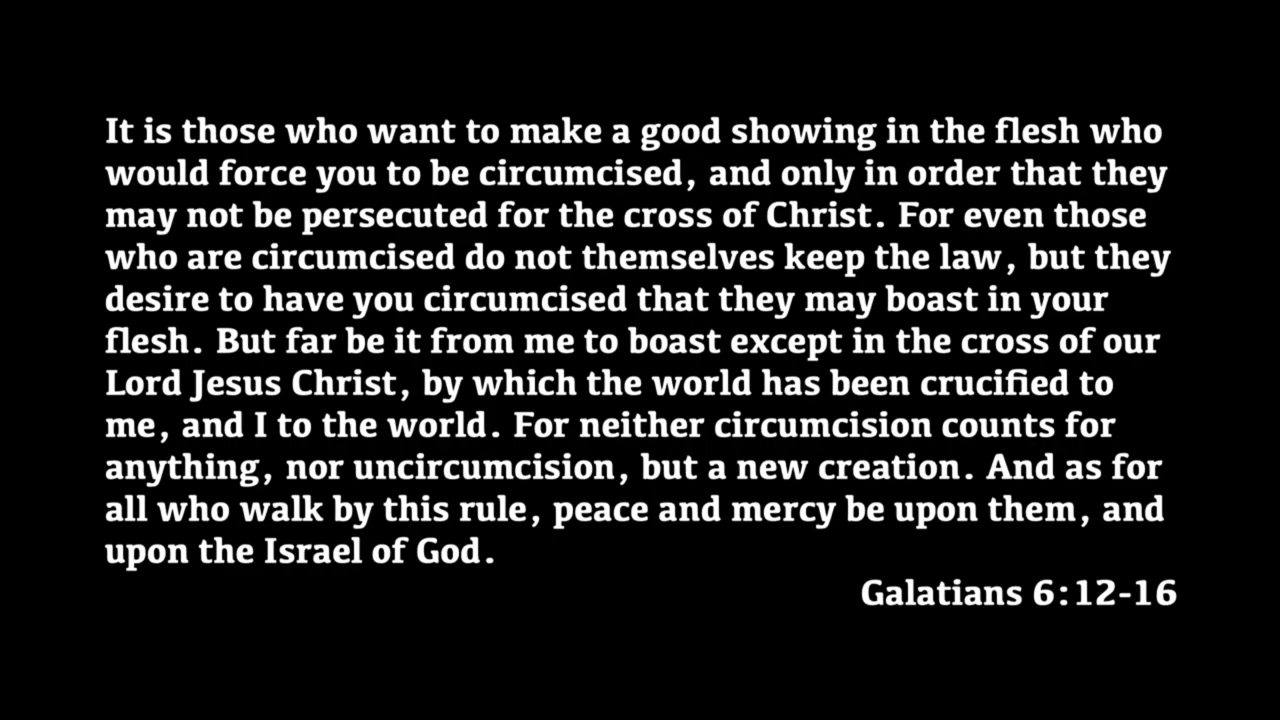 It is those who want to make a good showing in the flesh who
would force you to be circumcised, and only in order that they
may not be persecuted for the cross of Christ. For even those
who are circumcised do not themselves keep the law, but they
desire to have you circumcised that they may boast in your
flesh. But far be it from me to boast except in the cross of our
Lord Jesus Christ, by which the world has been crucified to
me, and I to the world. For neither circumcision counts for
anything, nor uncircumcision, but a new creation. And as for
all who walk by this rule, peace and mercy be upon them, and
upon the Israel of God.
Galatians 6:12-16